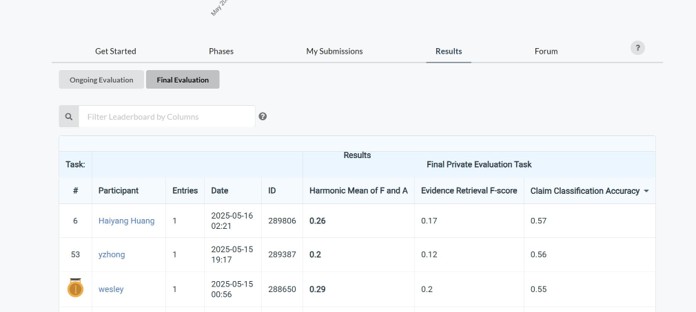 May 20
Get Started Phases My Submissions Results Forum ?
Ongoing Evaluation Final Evaluation
Filter Leaderboard by Columns ?
Results
Task: Final Private Evaluation Task
# Participant Entries Date ID Harmonic Mean of F and A Evidence Retrieval F-score Claim Classification Accuracy
6 Haiyang Huang 1 2025-05-16 02:21 289806 0.26 0.17 0.57
53 yzhong 1 2025-05-15 19:17 289387 0.2 0.12 0.56
wesley 1 2025-05-15 00:56 288650 0.29 0.2 0.55